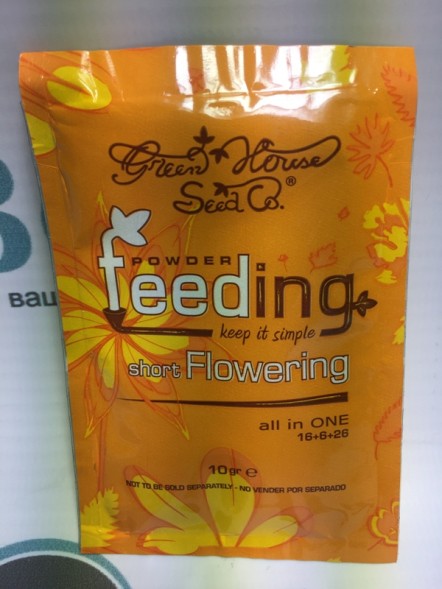 Green House
Seed Co.®
POWDER
feeding
keep it simple
short Flowering
all in ONE
16+6+26
10gr e
NOT TO BE SOLD SEPARATELY - NO VENDER POR SEPARADO